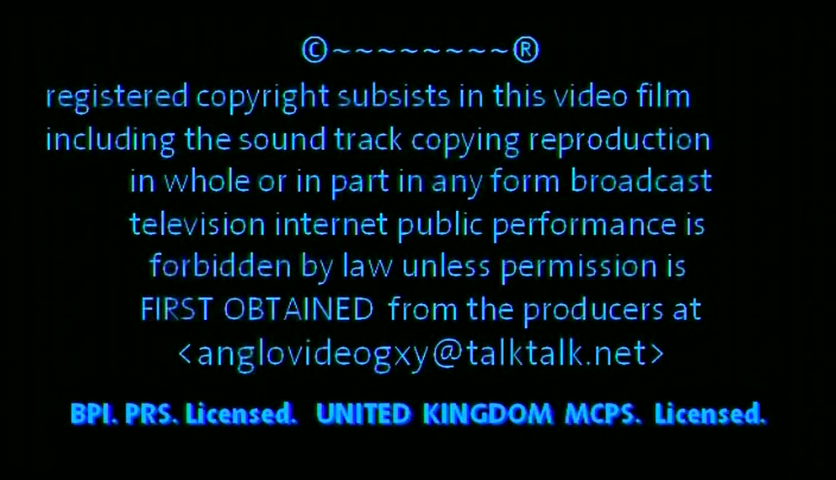 ©~~~~~~~~®
registered copyright subsists in this video film
including the sound track copying reproduction
in whole or in part in any form broadcast
television internet public performance is
forbidden by law unless permission is
FIRST OBTAINED from the producers at
<anglovideogxy@talktalk.net>
BPI. PRS. Licensed. UNITED KINGDOM MCPS. Licensed.